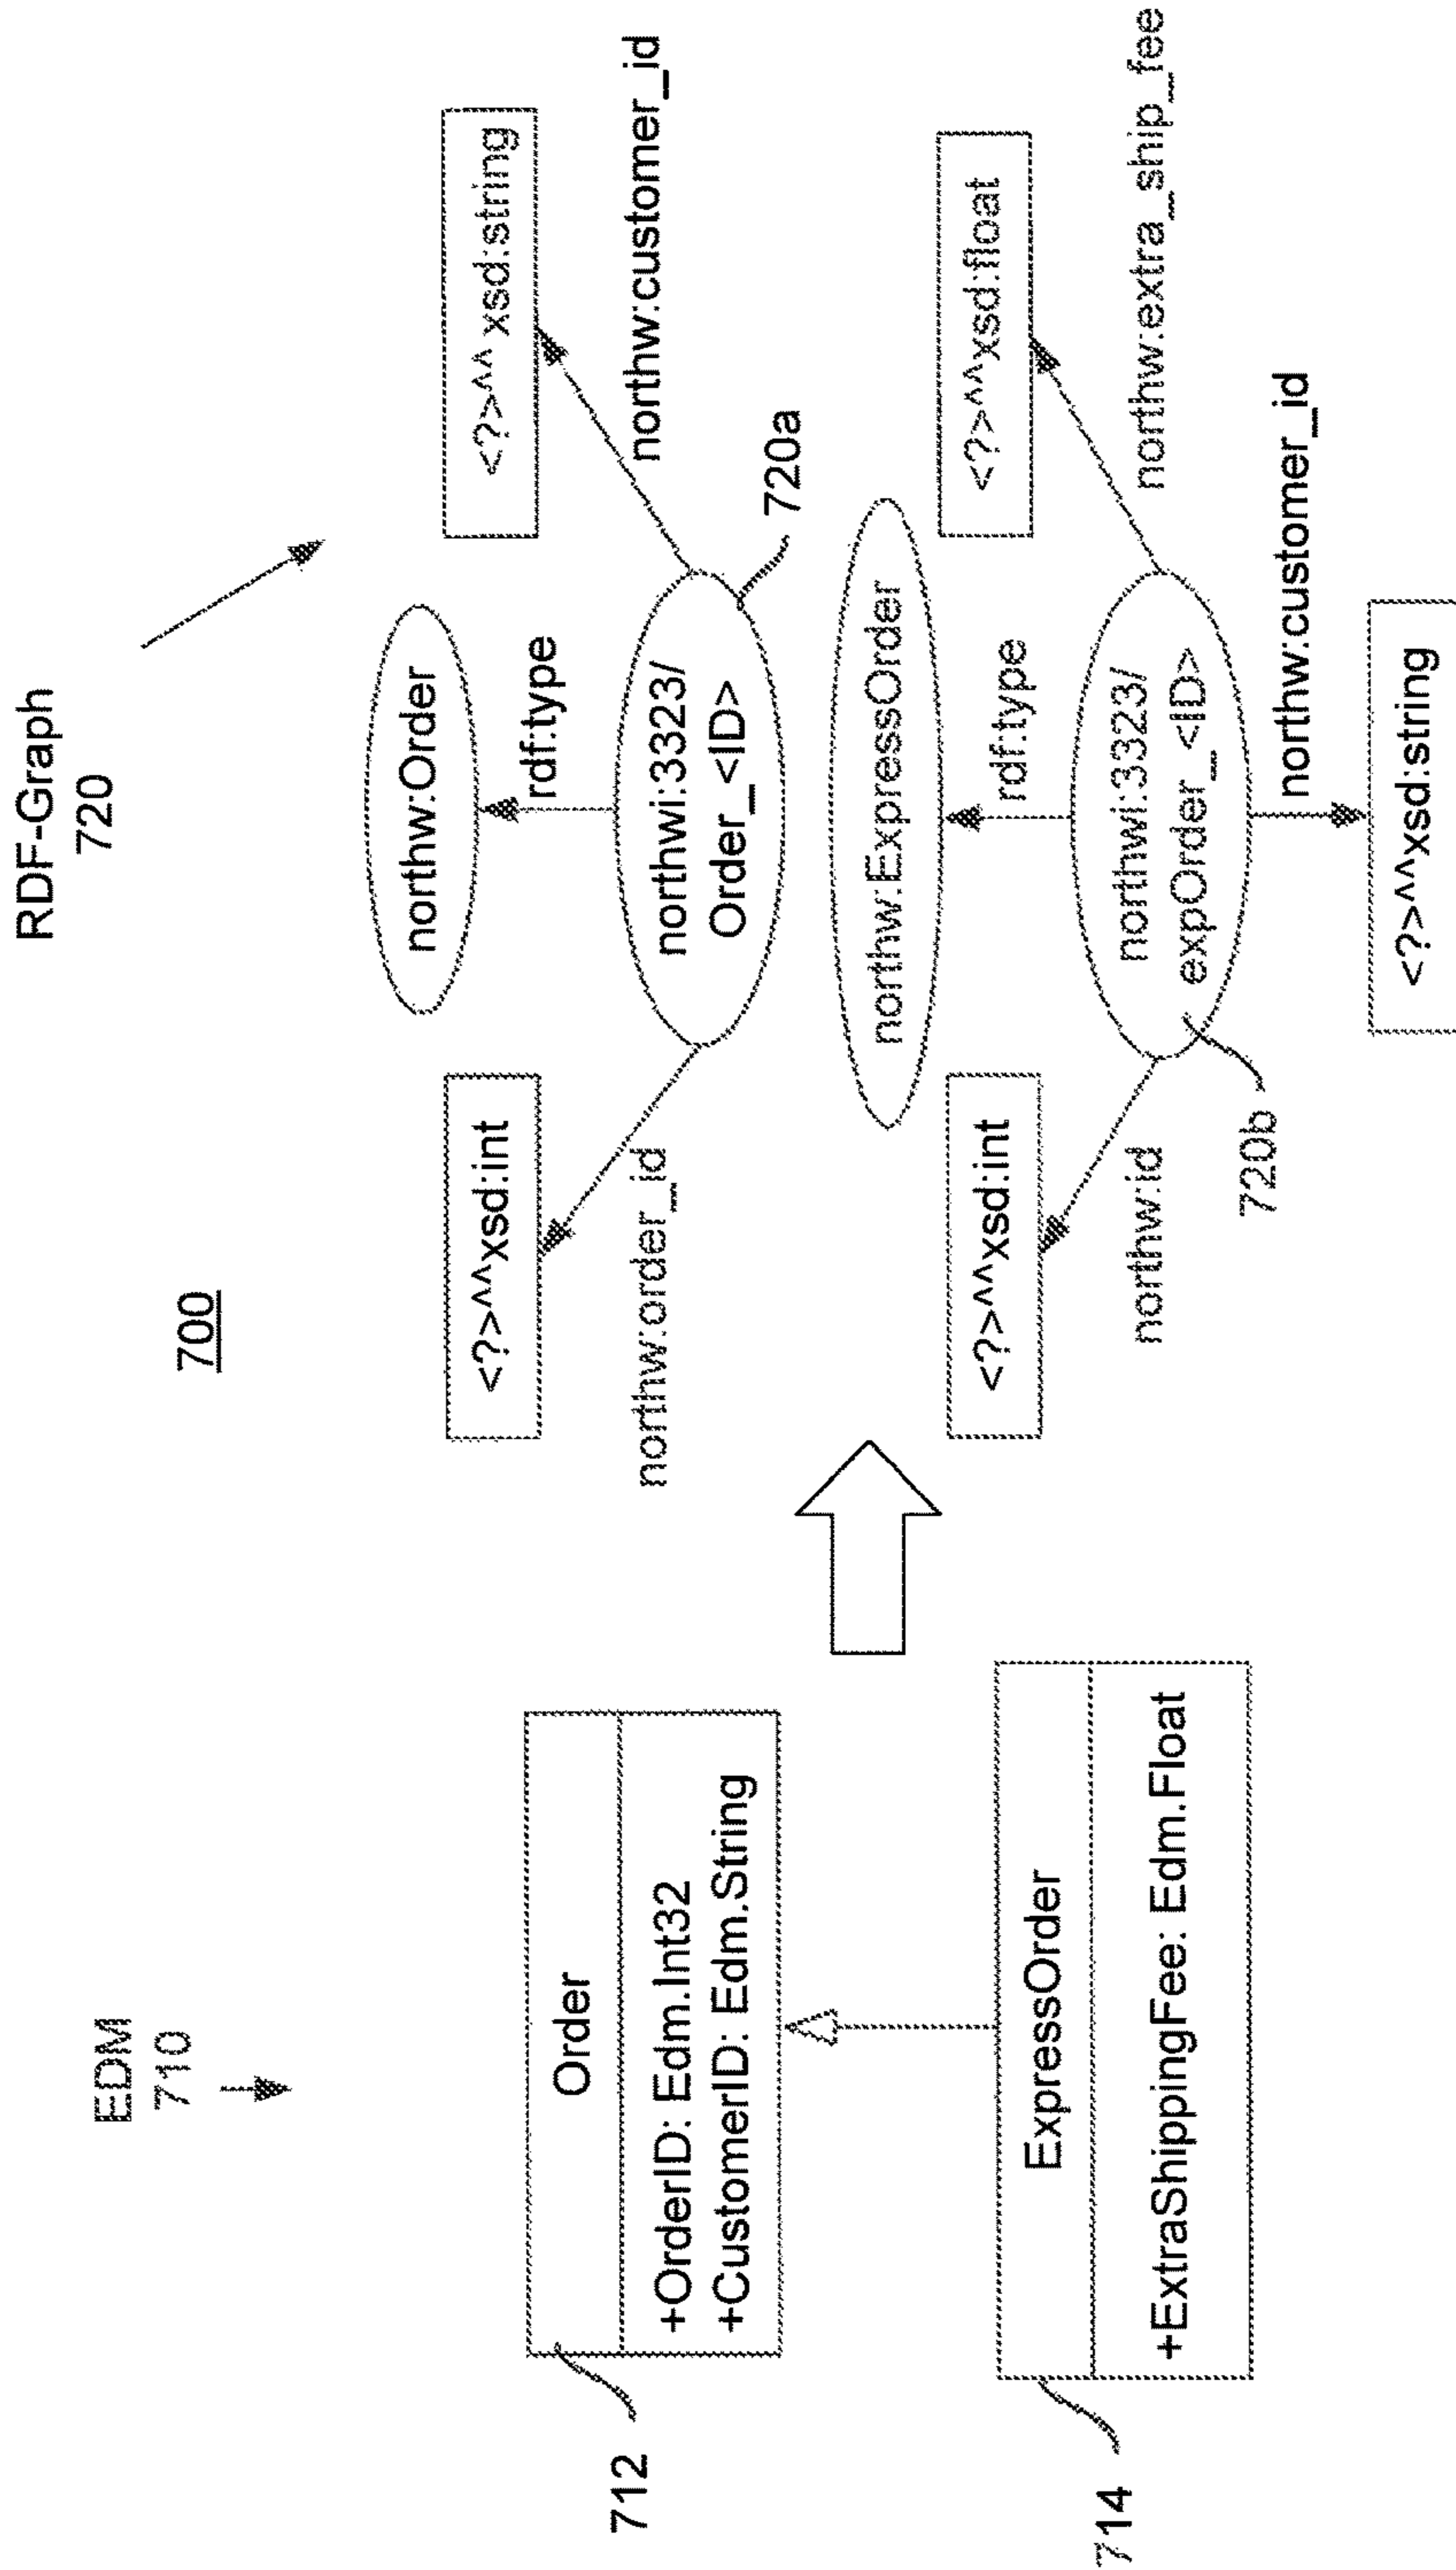 700
EDM
710
RDF-Graph
720
712
Order
+OrderID: Edm.Int32
+CustomerID: Edm.String
714
ExpressOrder
+ExtraShippingFee: Edm.Float
northw:Order
<?>^^xsd:int
<?>^^xsd:string
rdf:type
northw:order_id
northwi:3323/
Order_<ID>
northw:customer_id
720a
northw:ExpressOrder
<?>^^xsd:int
<?>^^xsd:float
rdf:type
northw:id
northwi:3323/
expOrder_<ID>
northw:extra_ship_fee
720b
northw:customer_id
<?>^^xsd:string